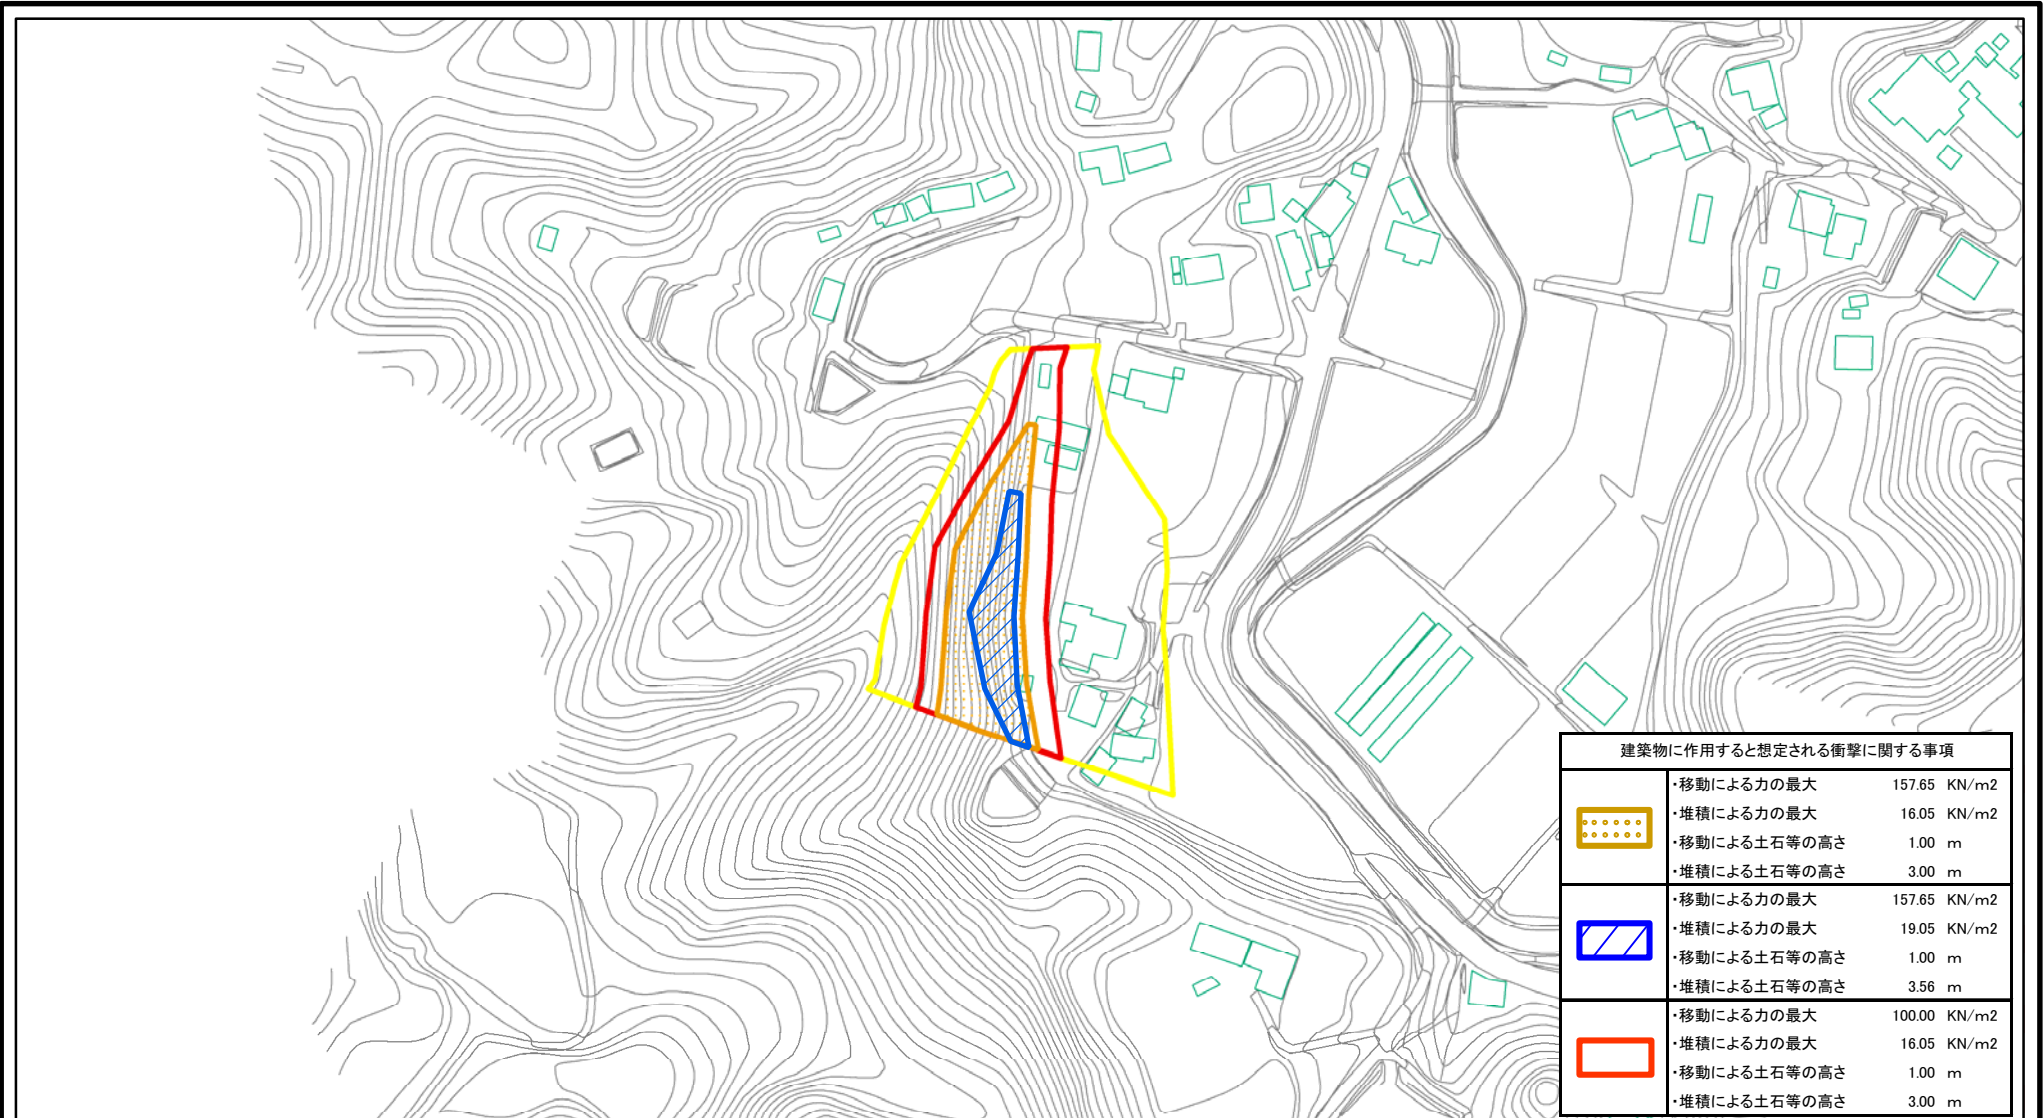 建築物に作用すると想定される衝撃に関する事項
・移動による力の最大 157.65 KN/m2
・堆積による力の最大 16.05 KN/m2
・移動による土石等の高さ 1.00 m
・堆積による土石等の高さ 3.00 m
・移動による力の最大 157.65 KN/m2
・堆積による力の最大 19.05 KN/m2
・移動による土石等の高さ 1.00 m
・堆積による土石等の高さ 3.56 m
・移動による力の最大 100.00 KN/m2
・堆積による力の最大 16.05 KN/m2
・移動による土石等の高さ 1.00 m
・堆積による土石等の高さ 3.00 m